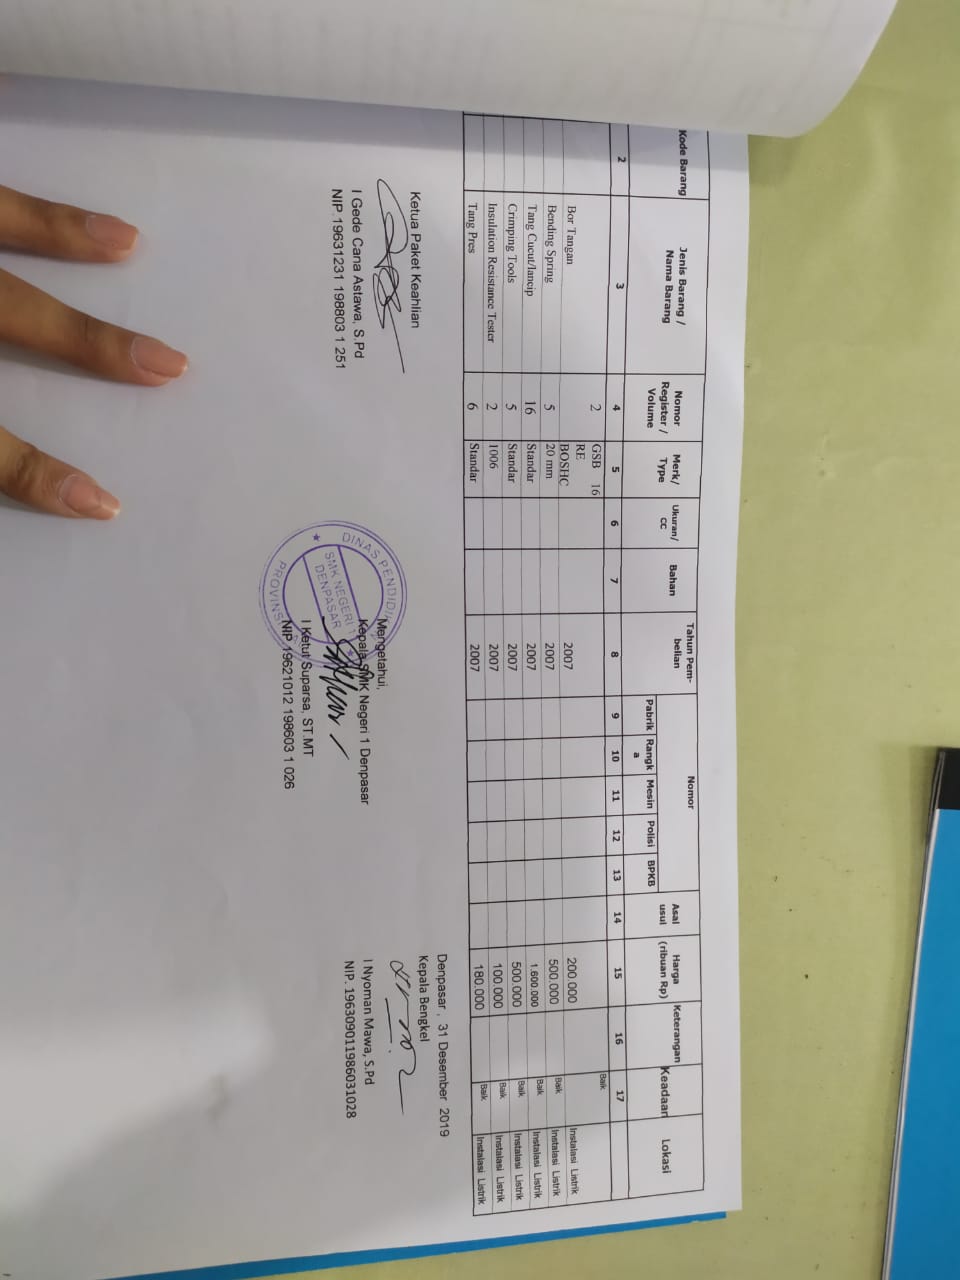 Kode Barang Jenis Barang / Nama Barang Nomor Register / Volume Merk/ Type Ukuran/ cc Bahan Tahun Pem-belian Nomor Asal usul Harga (ribuan Rp) Keterangan Keadaan Lokasi
Pabrik Rangka Mesin Polisi BPKB
2 3 4 5 6 7 8 9 10 11 12 13 14 15 16 17
Bor Tangan 2 GSB 16 RE BOSHC 2007 200.000 Baik Instalasi Listrik
Bending Spring 5 20 mm 2007 500.000 Baik Instalasi Listrik
Tang Cucut/lancip 16 Standar 2007 1.600.000 Baik Instalasi Listrik
Crimping Tools 5 Standar 2007 500.000 Baik Instalasi Listrik
Insulation Resistance Tester 2 1006 2007 100.000 Baik Instalasi Listrik
Tang Pres 6 Standar 2007 180.000 Baik Instalasi Listrik
Ketua Paket Keahlian
I Gede Cana Astawa, S.Pd
NIP.19631231 198803 1 251
Mengetahui,
Kepala SMK Negeri 1 Denpasar
I Ketut Suparsa, ST.MT
NIP 19621012 198603 1 026
DINAS PENDIDI
SMK NEGERI 1
DENPASAR
PROVINS
Denpasar , 31 Desember 2019
Kepala Bengkel
I Nyoman Mawa, S.Pd
NIP. 196309011986031028